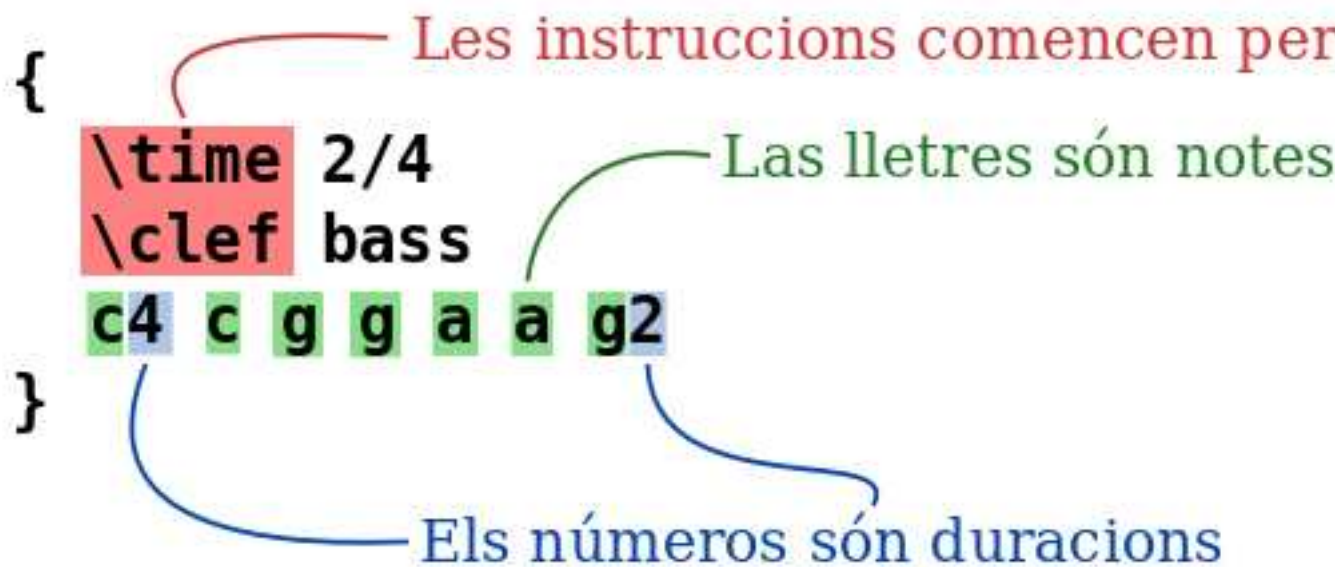 Les instruccions comencen per
{
\time 2/4
Las lletres són notes
\clef bass
c4 c g g a a g2
}
Els números són duracions